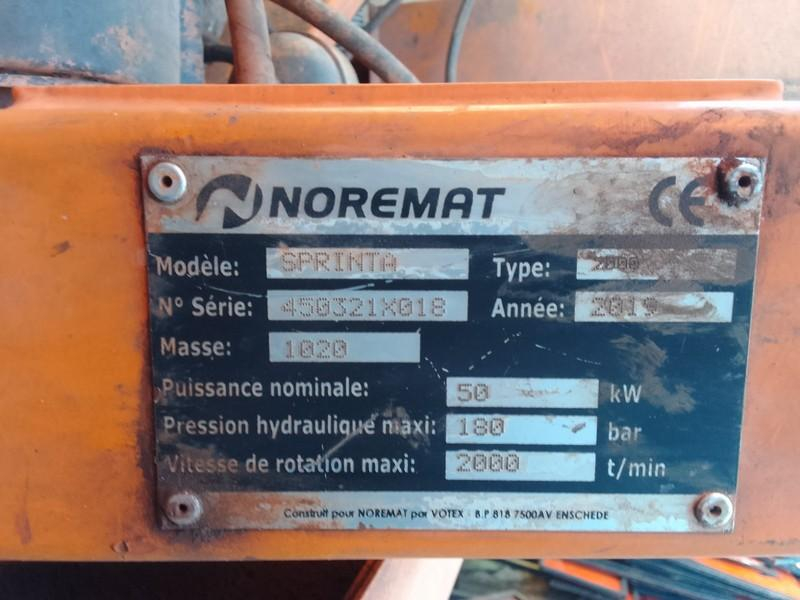 NOREMAT CE
Modèle: SPRINTA Type: 2000
N° Série: 450321X018 Année: 2019
Masse: 1020
Puissance nominale: 50 kW
Pression hydraulique maxi: 180 bar
Vitesse de rotation maxi: 2000 t/min
Construit pour NOREMAT par VOTEX - B.P 818 7500AV ENSCHEDE